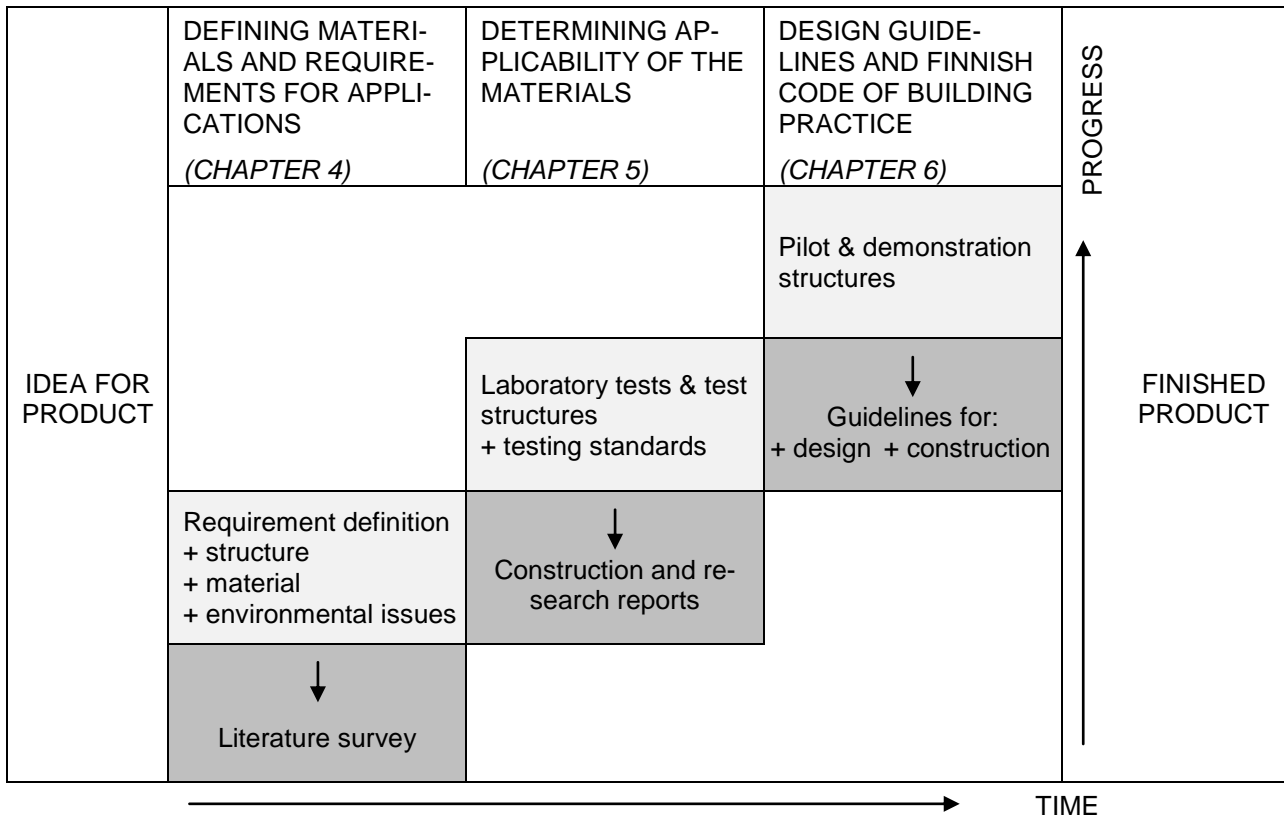 DEFINING MATERI-
ALS AND REQUIRE-
MENTS FOR APPLI-
CATIONS
(CHAPTER 4)
DETERMINING AP-
PLICABILITY OF THE
MATERIALS
(CHAPTER 5)
DESIGN GUIDE-
LINES AND FINNISH
CODE OF BUILDING
PRACTICE
(CHAPTER 6)
PROGRESS
Pilot & demonstration
structures
IDEA FOR
PRODUCT
Laboratory tests & test
structures
+ testing standards
Guidelines for:
+ design + construction
FINISHED
PRODUCT
Requirement definition
+ structure
+ material
+ environmental issues
Construction and re-
search reports
Literature survey
TIME